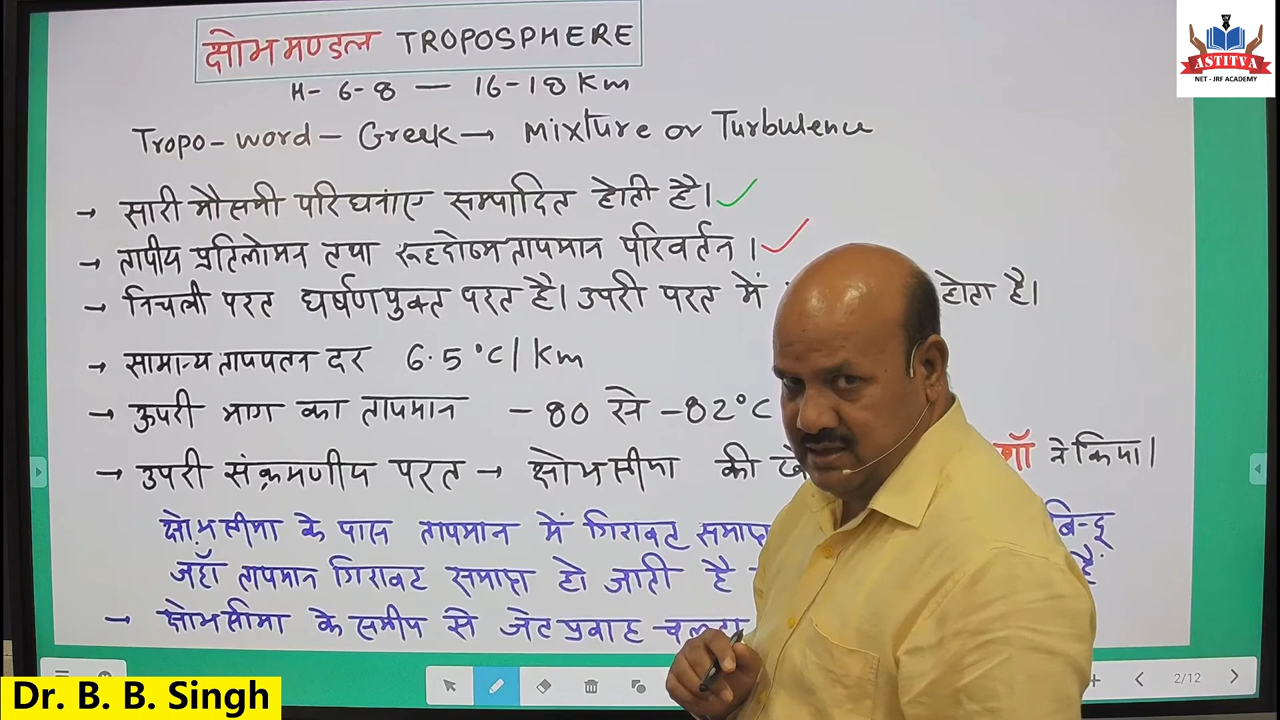 क्षोभमण्डल TROPOSPHERE
H- 6-8 — 16-18 Km
Tropo-word- Greek → Mixture or Turbulence
→ सारी मौसमी परिघनाएं सम्पादित होती है।
→ तापीय प्रतिलोमन तथा रूद्दोष्म तापमान परिवर्तन।
→ निचली परत घर्षणयुक्त परत है। उपरी परत में होता है।
→ सामान्य तापपतन दर 6.5°C/Km
→ ऊपरी भाग का तापमान -80 से -82°C
→ उपरी संक्रमणीय परत → क्षोभसीमा की शॉ ने किया।
क्षोभसीमा के पास तापमान में गिरावट समाप्त बिन्दू
जहाँ तापमान गिरावट समाप्त हो जाती है हैं
→ क्षोभसीमा के समीप से जेटप्रवाह चलता
ASTITVA
NET - JRF ACADEMY
2/12
Dr. B. B. Singh